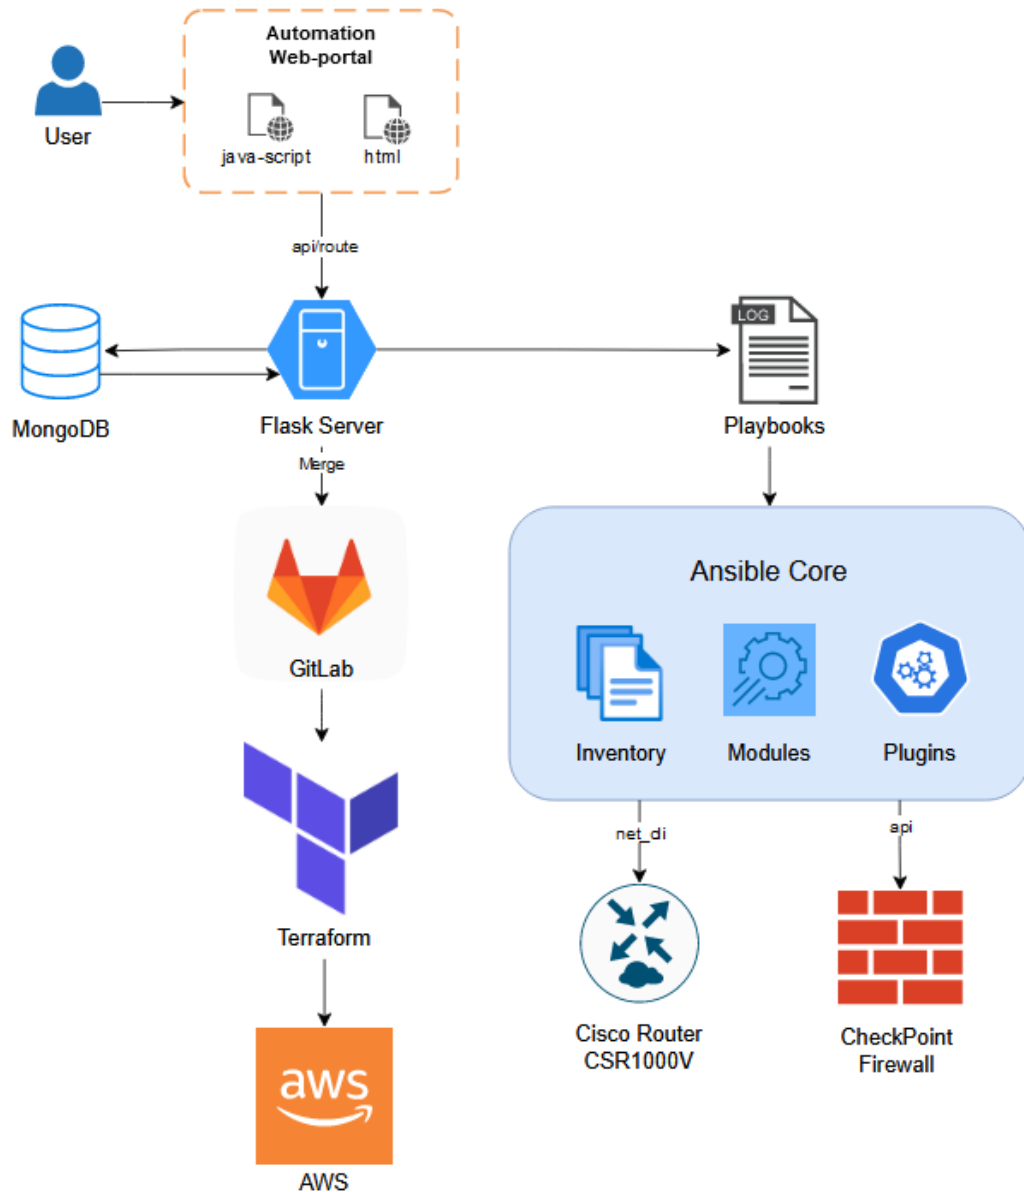 Automation
Web-portal
java-script
html
User
api/route
LOG
MongoDB
Flask Server
Playbooks
Merge
GitLab
Ansible Core
Inventory
Modules
Plugins
net_di
api
Terraform
Cisco Router
CSR1000V
CheckPoint
Firewall
aws
AWS